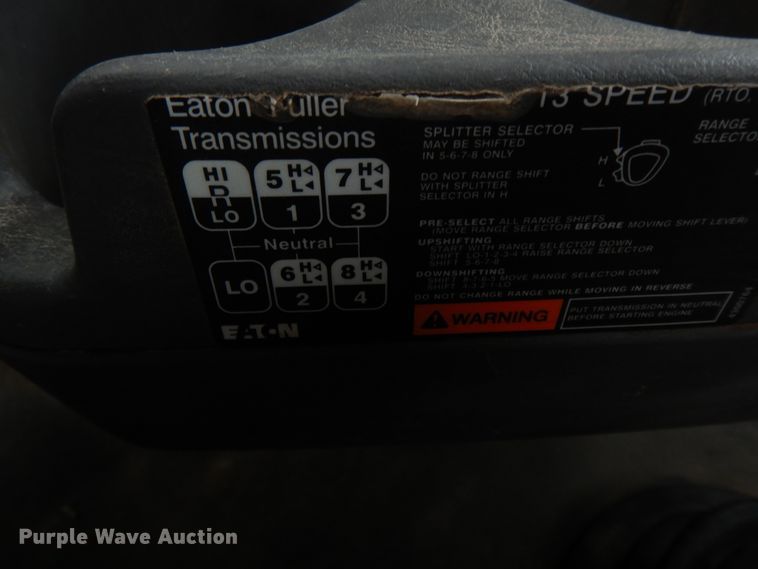 Eaton Fuller
Transmissions
HI
R
LO
5 H L
1
7 H L
3
Neutral
LO
6 H L
2
8 H L
4
EATON
13 SPEED (RTO.
SPLITTER SELECTOR
MAY BE SHIFTED
IN 5-6-7-8 ONLY
H
L
DO NOT RANGE SHIFT
WITH SPLITTER
SELECTOR IN H
RANGE
SELECTO
PRE-SELECT ALL RANGE SHIFTS
(MOVE RANGE SELECTOR BEFORE MOVING SHIFT LEVER)
UPSHIFTING
START WITH RANGE SELECTOR DOWN
SHIFT LO-1-2-3-4 RAISE RANGE SELECTOR
SHIFT 5-6-7-8
DOWNSHIFTING
SHIFT 8-7-6-5 MOVE RANGE SELECTOR DOWN
SHIFT 4-3-2-1-LO
DO NOT CHANGE RANGE WHILE MOVING IN REVERSE
WARNING
PUT TRANSMISSION IN NEUTRAL
BEFORE STARTING ENGINE
Purple Wave Auction